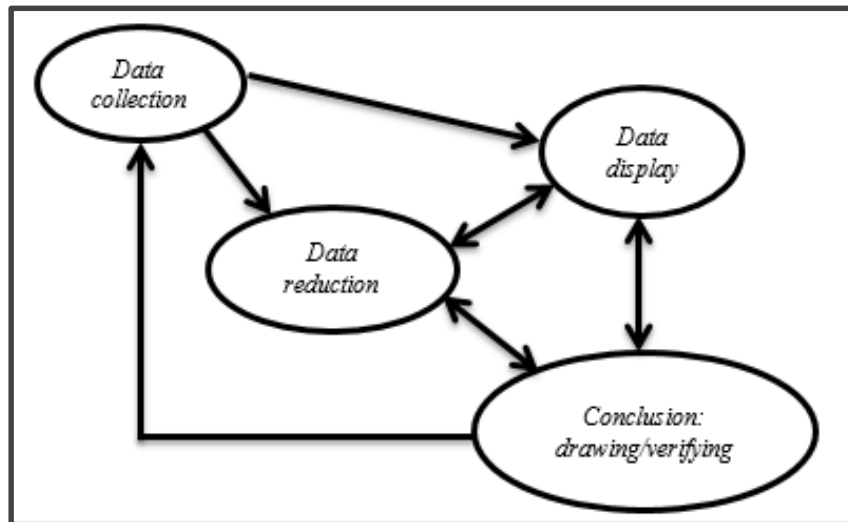 Data
collection
Data
display
Data
reduction
Conclusion:
drawing/verifying